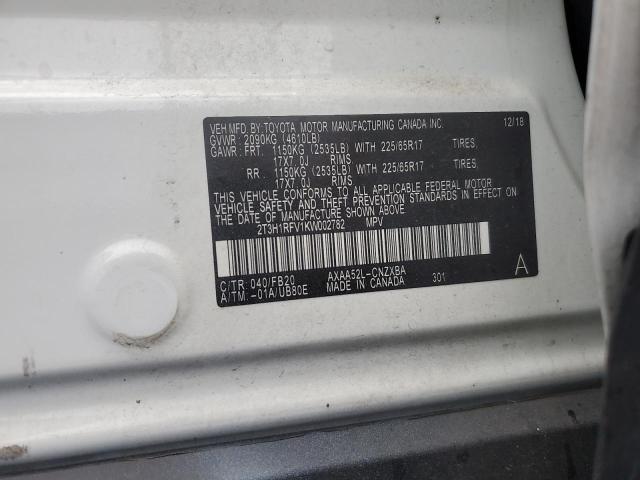 VEH MFD. BY: TOYOTA MOTOR MANUFACTURING CANADA INC. 12/18
GVWR: 2090KG (4610LB)
GAWR: FRT. 1150KG (2535LB) WITH 225/65R17 TIRES,
17X7.0J RIMS
RR. 1150KG (2535LB) WITH 225/65R17 TIRES,
17X7.0J RIMS
THIS VEHICLE CONFORMS TO ALL APPLICABLE FEDERAL MOTOR
VEHICLE SAFETY AND THEFT PREVENTION STANDARDS IN EFFECT ON
THE DATE OF MANUFACTURE SHOWN ABOVE.
2T3H1RFV1KW002762 MPV
C/TR: 040/FB20 AXAA52L-CNZXBA A
A/TM: -01A/UB80E MADE IN CANADA 301